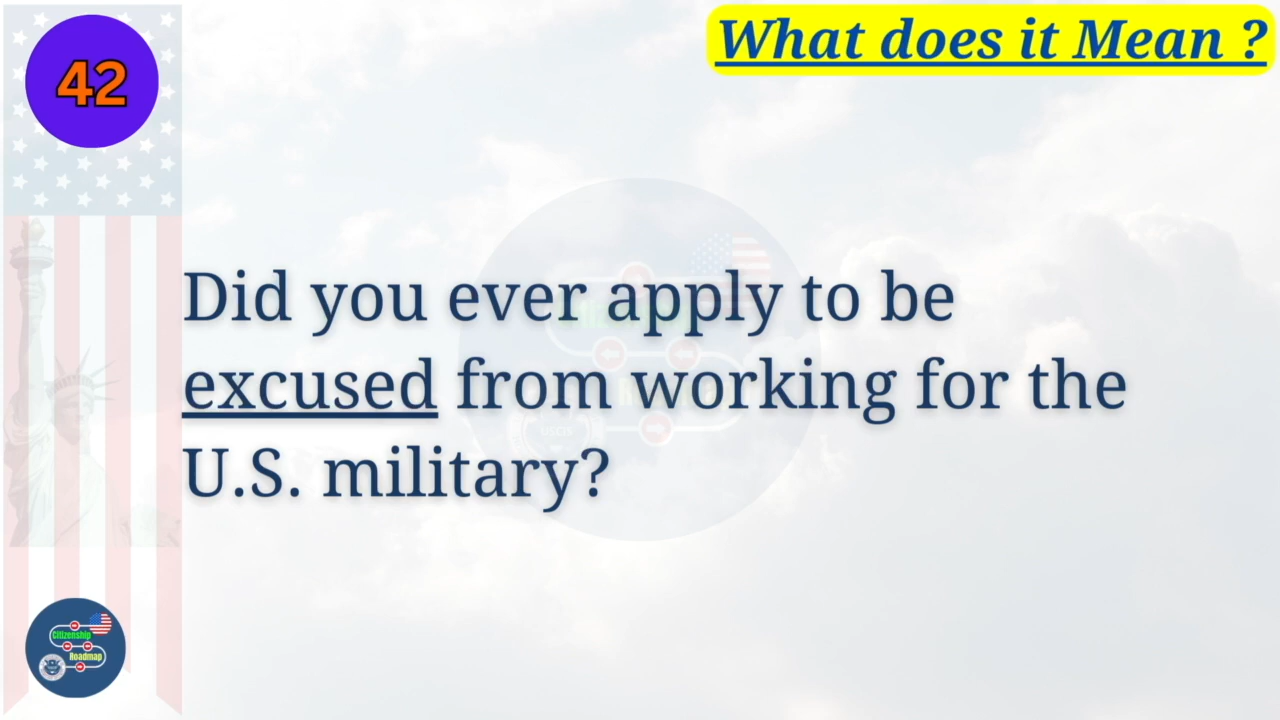 42
What does it Mean ?
Did you ever apply to be
excused from working for the
U.S. military?
Citizenship
Roadmap